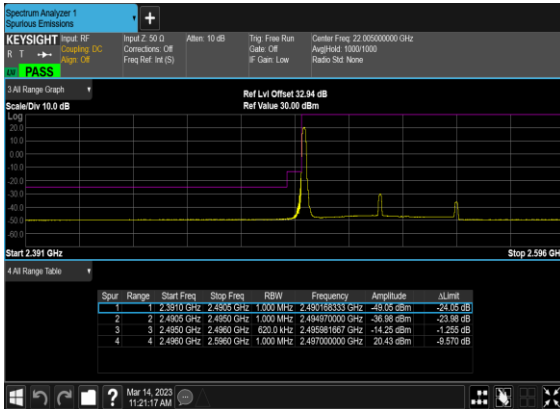 Spectrum Analyzer 1
Spurious Emissions
KEYSIGHT Input: RF
R T Coupling: DC
Align: Off
Input Z: 50 Ω
Corrections: Off
Freq Ref: Int (S)
Atten: 10 dB
Trig: Free Run
Gate: Off
IF Gain: Low
Center Freq: 22.005000000 GHz
Avg|Hold: 1000/1000
Radio Std: None
PASS
3 All Range Graph
Scale/Div 10.0 dB
Ref Lvl Offset 32.94 dB
Ref Value 30.00 dBm
Log
20.0
10.0
0.00
-10.0
-20.0
-30.0
-40.0
-50.0
-60.0
Start 2.391 GHz
Stop 2.596 GH
4 All Range Table
Spur Range Start Freq Stop Freq RBW Frequency Amplitude ΔLimit
1 1 2.3910 GHz 2.4905 GHz 1.000 MHz 2.490168333 GHz -49.05 dBm -24.05 dB
2 2 2.4905 GHz 2.4950 GHz 1.000 MHz 2.494970000 GHz -36.98 dBm -23.98 dB
3 3 2.4950 GHz 2.4960 GHz 620.0 kHz 2.495981667 GHz -14.25 dBm -1.255 dB
4 4 2.4960 GHz 2.5960 GHz 1.000 MHz 2.497000000 GHz 20.43 dBm -9.570 dB
Mar 14, 2023
11:21:17 AM